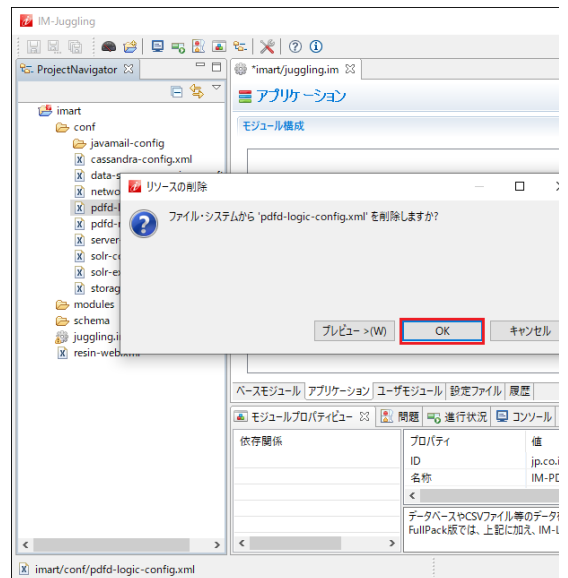 IM-Juggling
ProjectNavigator
*imart/juggling.im
imart
conf
javamail-config
cassandra-config.xml
modules
schema
resin-web.xml
アプリケーション
モジュール構成
リソースの削除
ファイル・システムから 'pdfd-logic-config.xml' を削除しますか?
プレビュー >(W)
OK
キャンセル
ベースモジュール アプリケーション ユーザモジュール 設定ファイル 履歴
モジュールプロパティビュー 問題 進行状況 コンソール
依存関係
プロパティ 値
ID jp.co.i
名称 IM-PD
データベースやCSVファイル等のデータ
FullPack版では、上記に加え、IM-L
imart/conf/pdfd-logic-config.xml